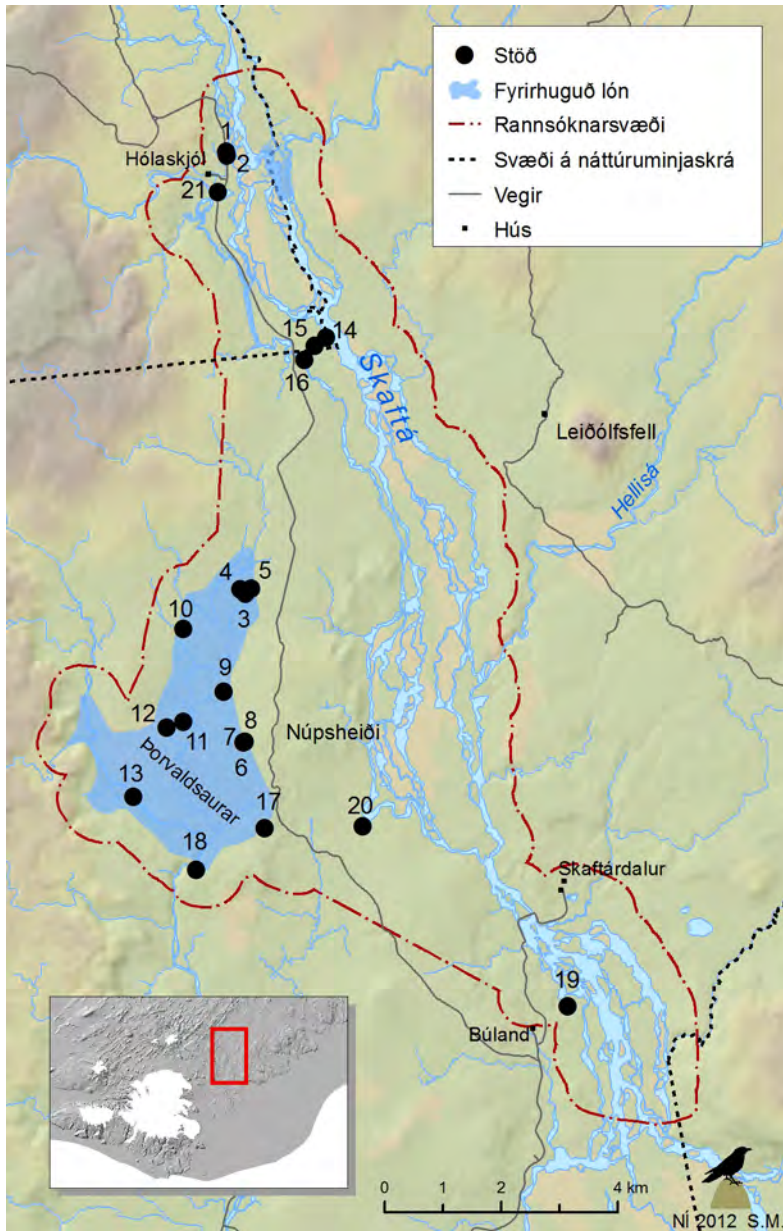 Stöð
Fyrirhuguð lón
Rannsóknarsvæði
Svæði á náttúruminjaskrá
Vegir
Hús
1
2
Hólaskjól
21
15
14
16
Skaftá
Leiðólfsfell
Hellisá
4
5
3
10
9
12
11
8
7
6
Núpsheiði
Þorvaldsaurar
13
17
20
18
Skaftárdalur
19
Búland
0 1 2 4 km
NÍ 2012 S.M.